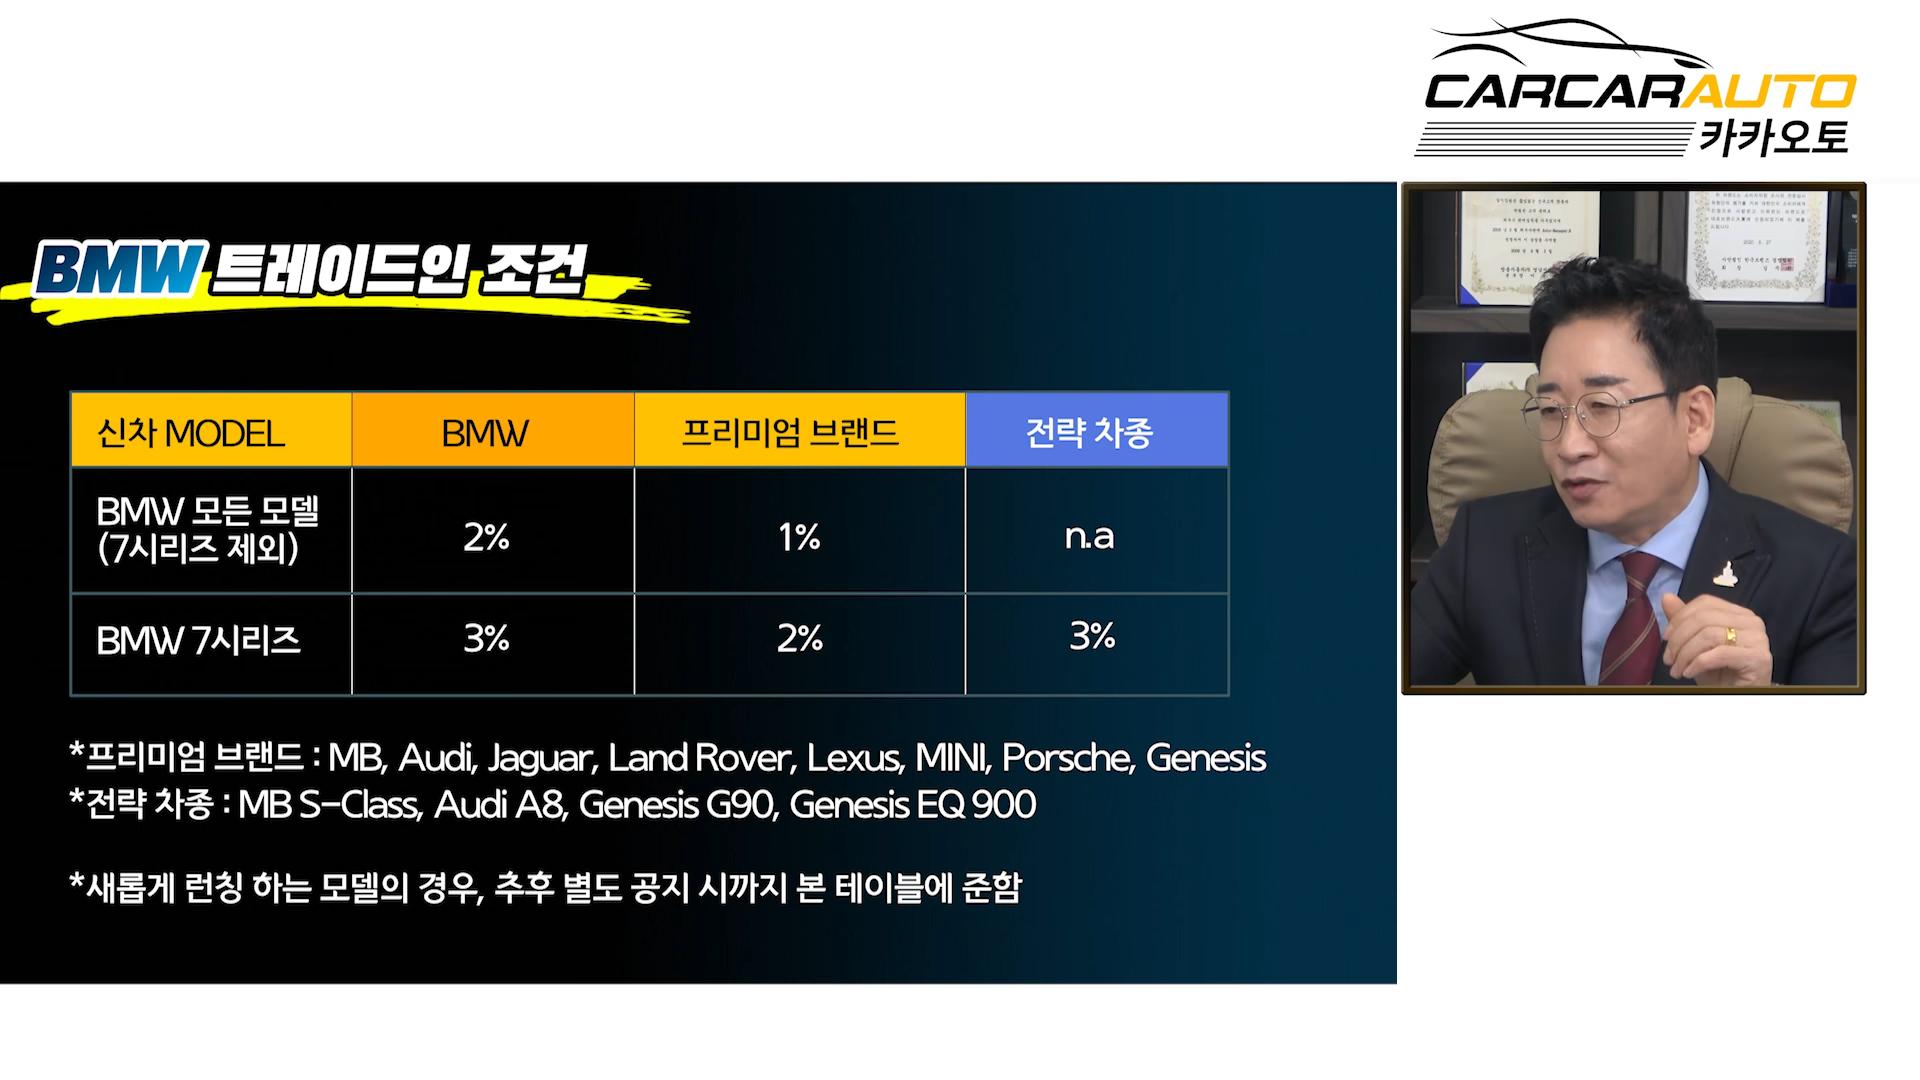 CARCARAUTO
카카오토
BMW 트레이드인 조건
신차 MODEL
BMW
프리미엄 브랜드
전략 차종
BMW 모든 모델
(7시리즈 제외)
2%
1%
n.a
BMW 7시리즈
3%
2%
3%
*프리미엄 브랜드 : MB, Audi, Jaguar, Land Rover, Lexus, MINI, Porsche, Genesis
*전략 차종 : MB S-Class, Audi A8, Genesis G90, Genesis EQ 900
*새롭게 런칭 하는 모델의 경우, 추후 별도 공지 시까지 본 테이블에 준함